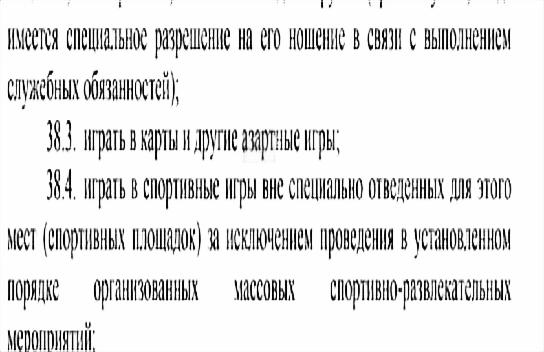 имеется специальное разрешение на его ношение в связи с выполнением
служебных обязанностей);
38.3. играть в карты и другие азартные игры;
38.4. играть в спортивные игры вне специально отведенных для этого
мест (спортивных площадок) за исключением проведения в установленном
порядке организованных массовых спортивно-развлекательных
мероприятий;